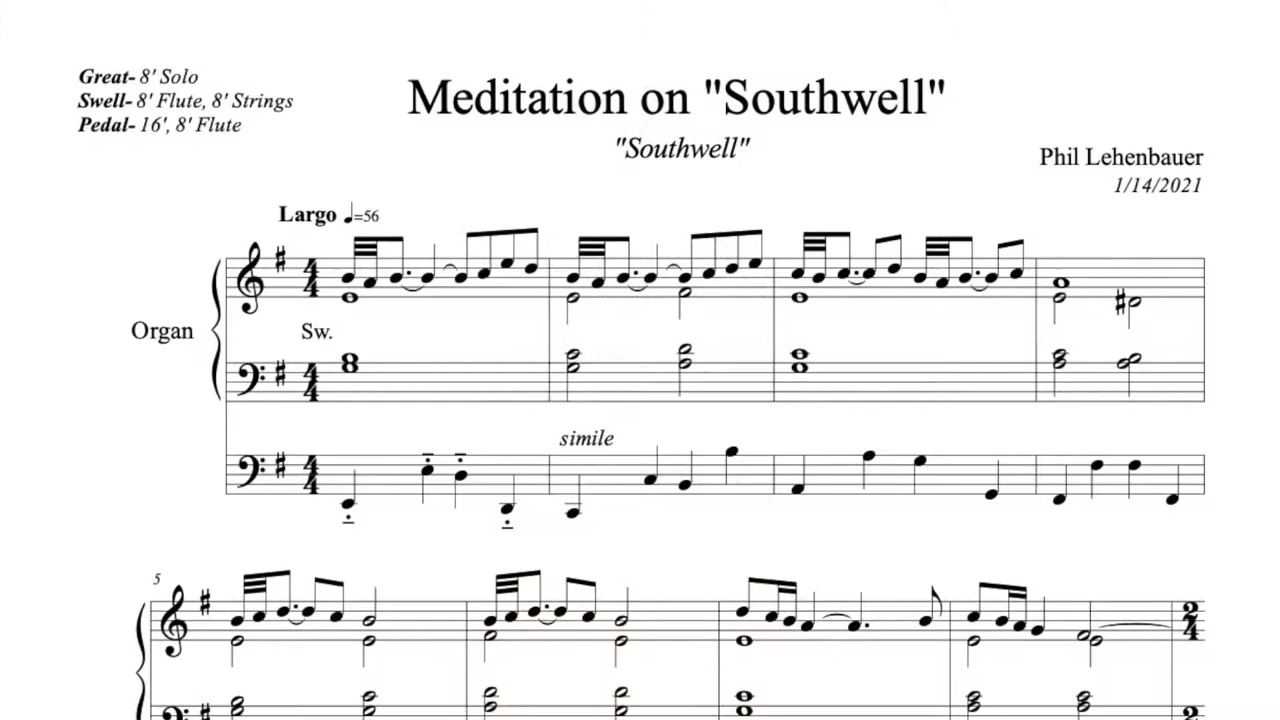 Great- 8' Solo
Swell- 8' Flute, 8' Strings
Pedal- 16', 8' Flute
Meditation on "Southwell"
"Southwell"
Phil Lehenbauer
1/14/2021
Largo ♩=56
Organ
Sw.
simile
5